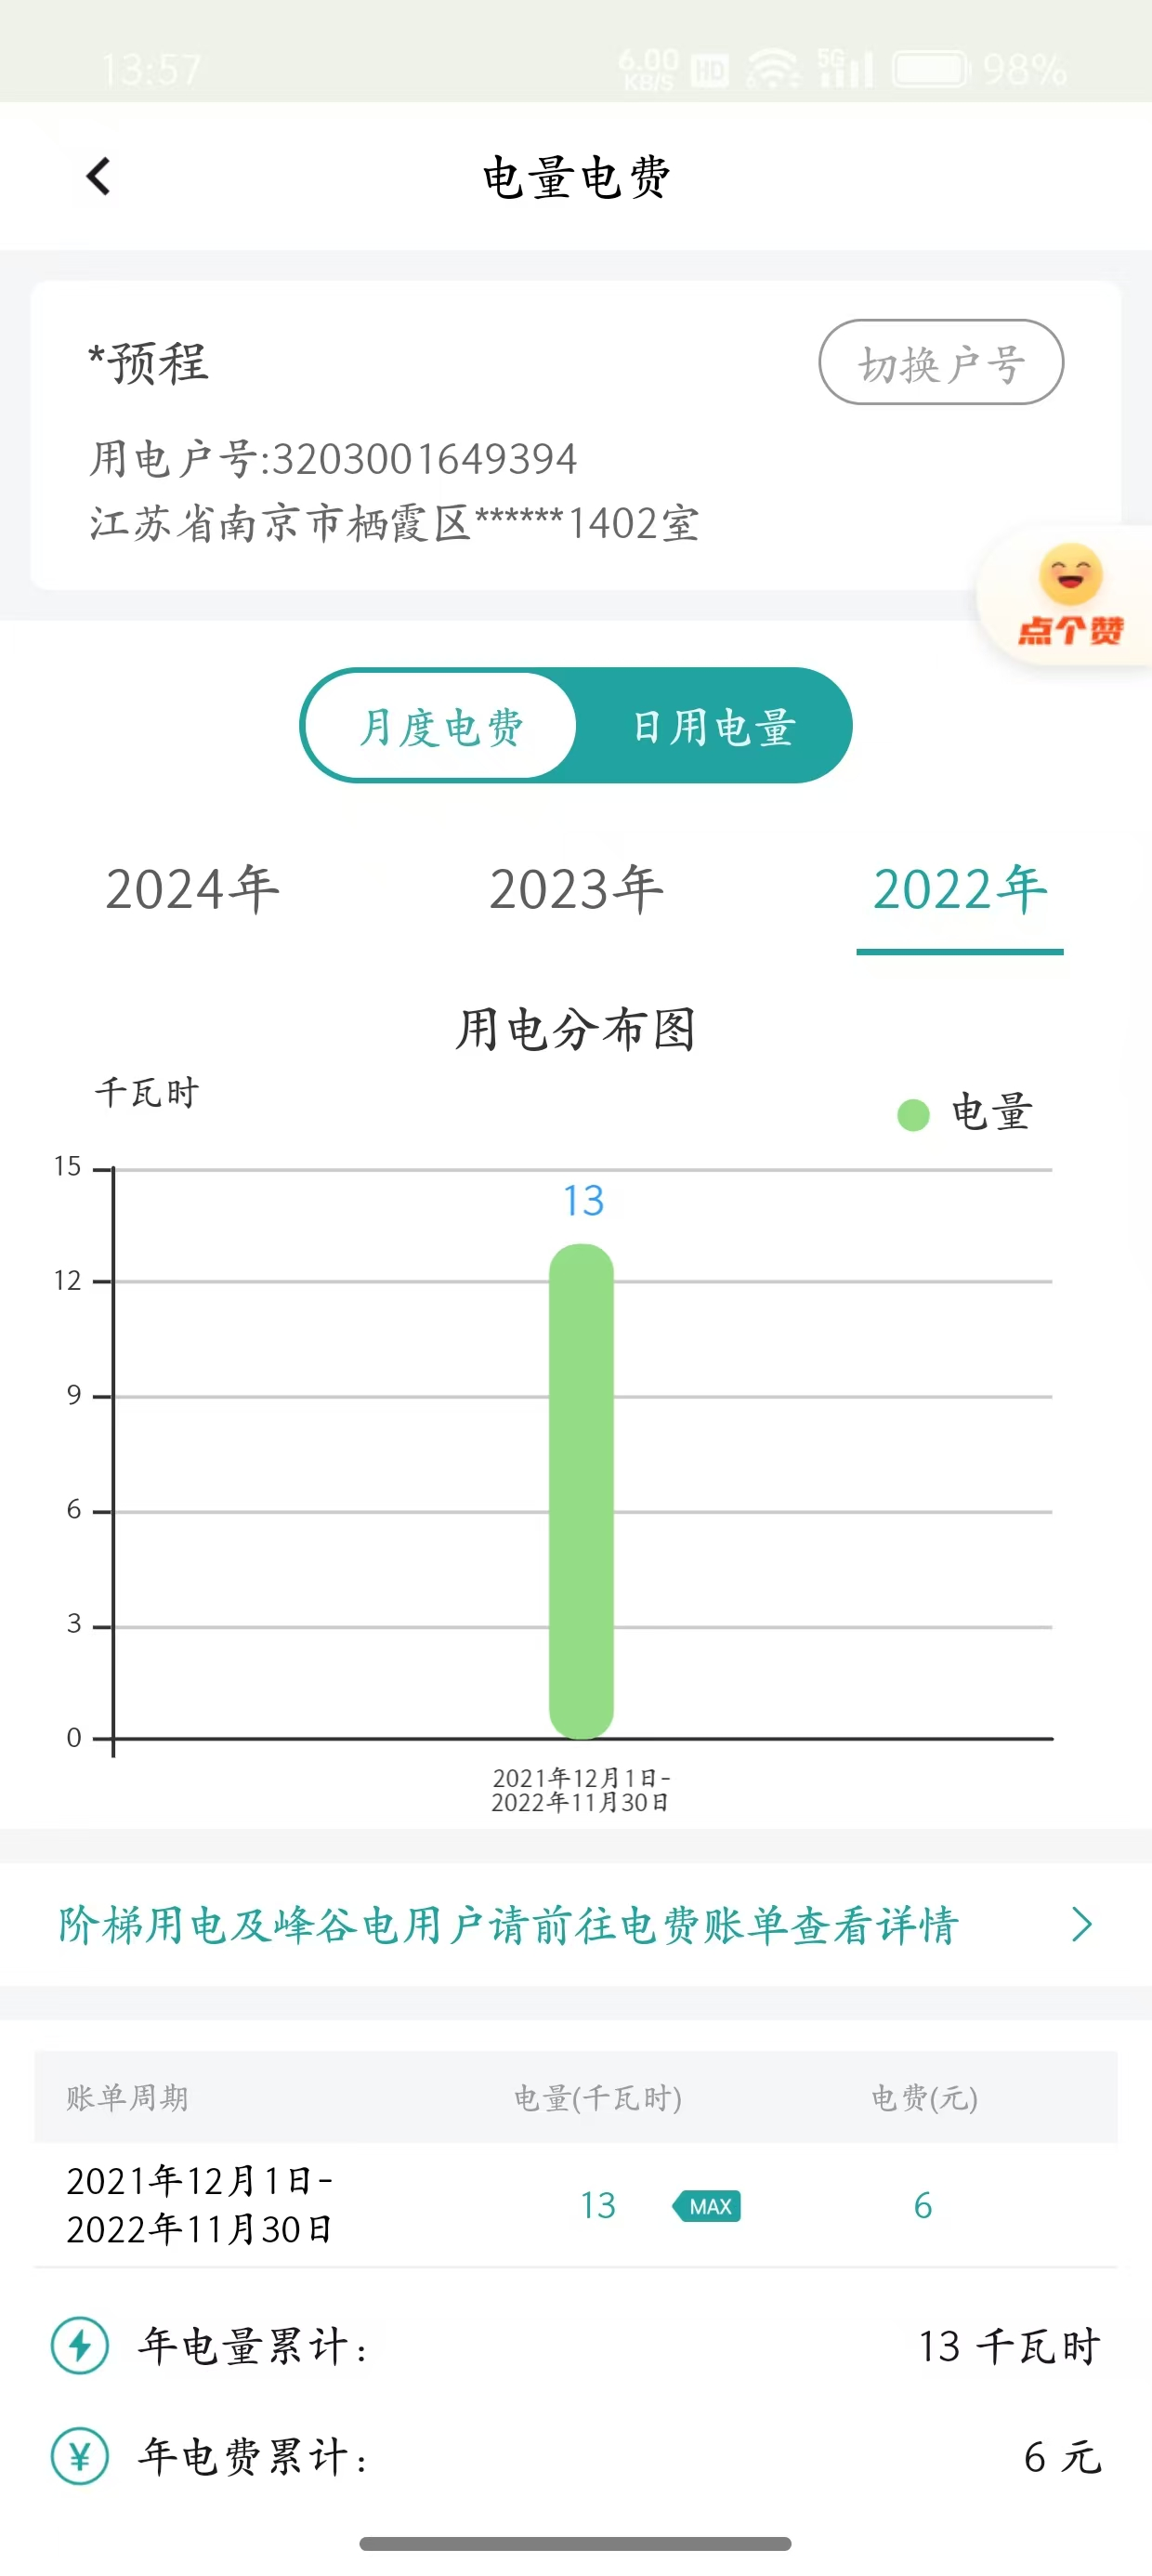 13:57
6.00 KB/S HD 5G 98%
电量电费
*预程
切换户号
用电户号:3203001649394
江苏省南京市栖霞区******1402室
点个赞
月度电费 日用电量
2024年 2023年 2022年
用电分布图
千瓦时
电量
15
13
12
9
6
3
0
2021年12月1日-
2022年11月30日
阶梯用电及峰谷电用户请前往电费账单查看详情
账单周期 电量(千瓦时) 电费(元)
2021年12月1日-
2022年11月30日
13 MAX 6
年电量累计: 13 千瓦时
年电费累计: 6 元